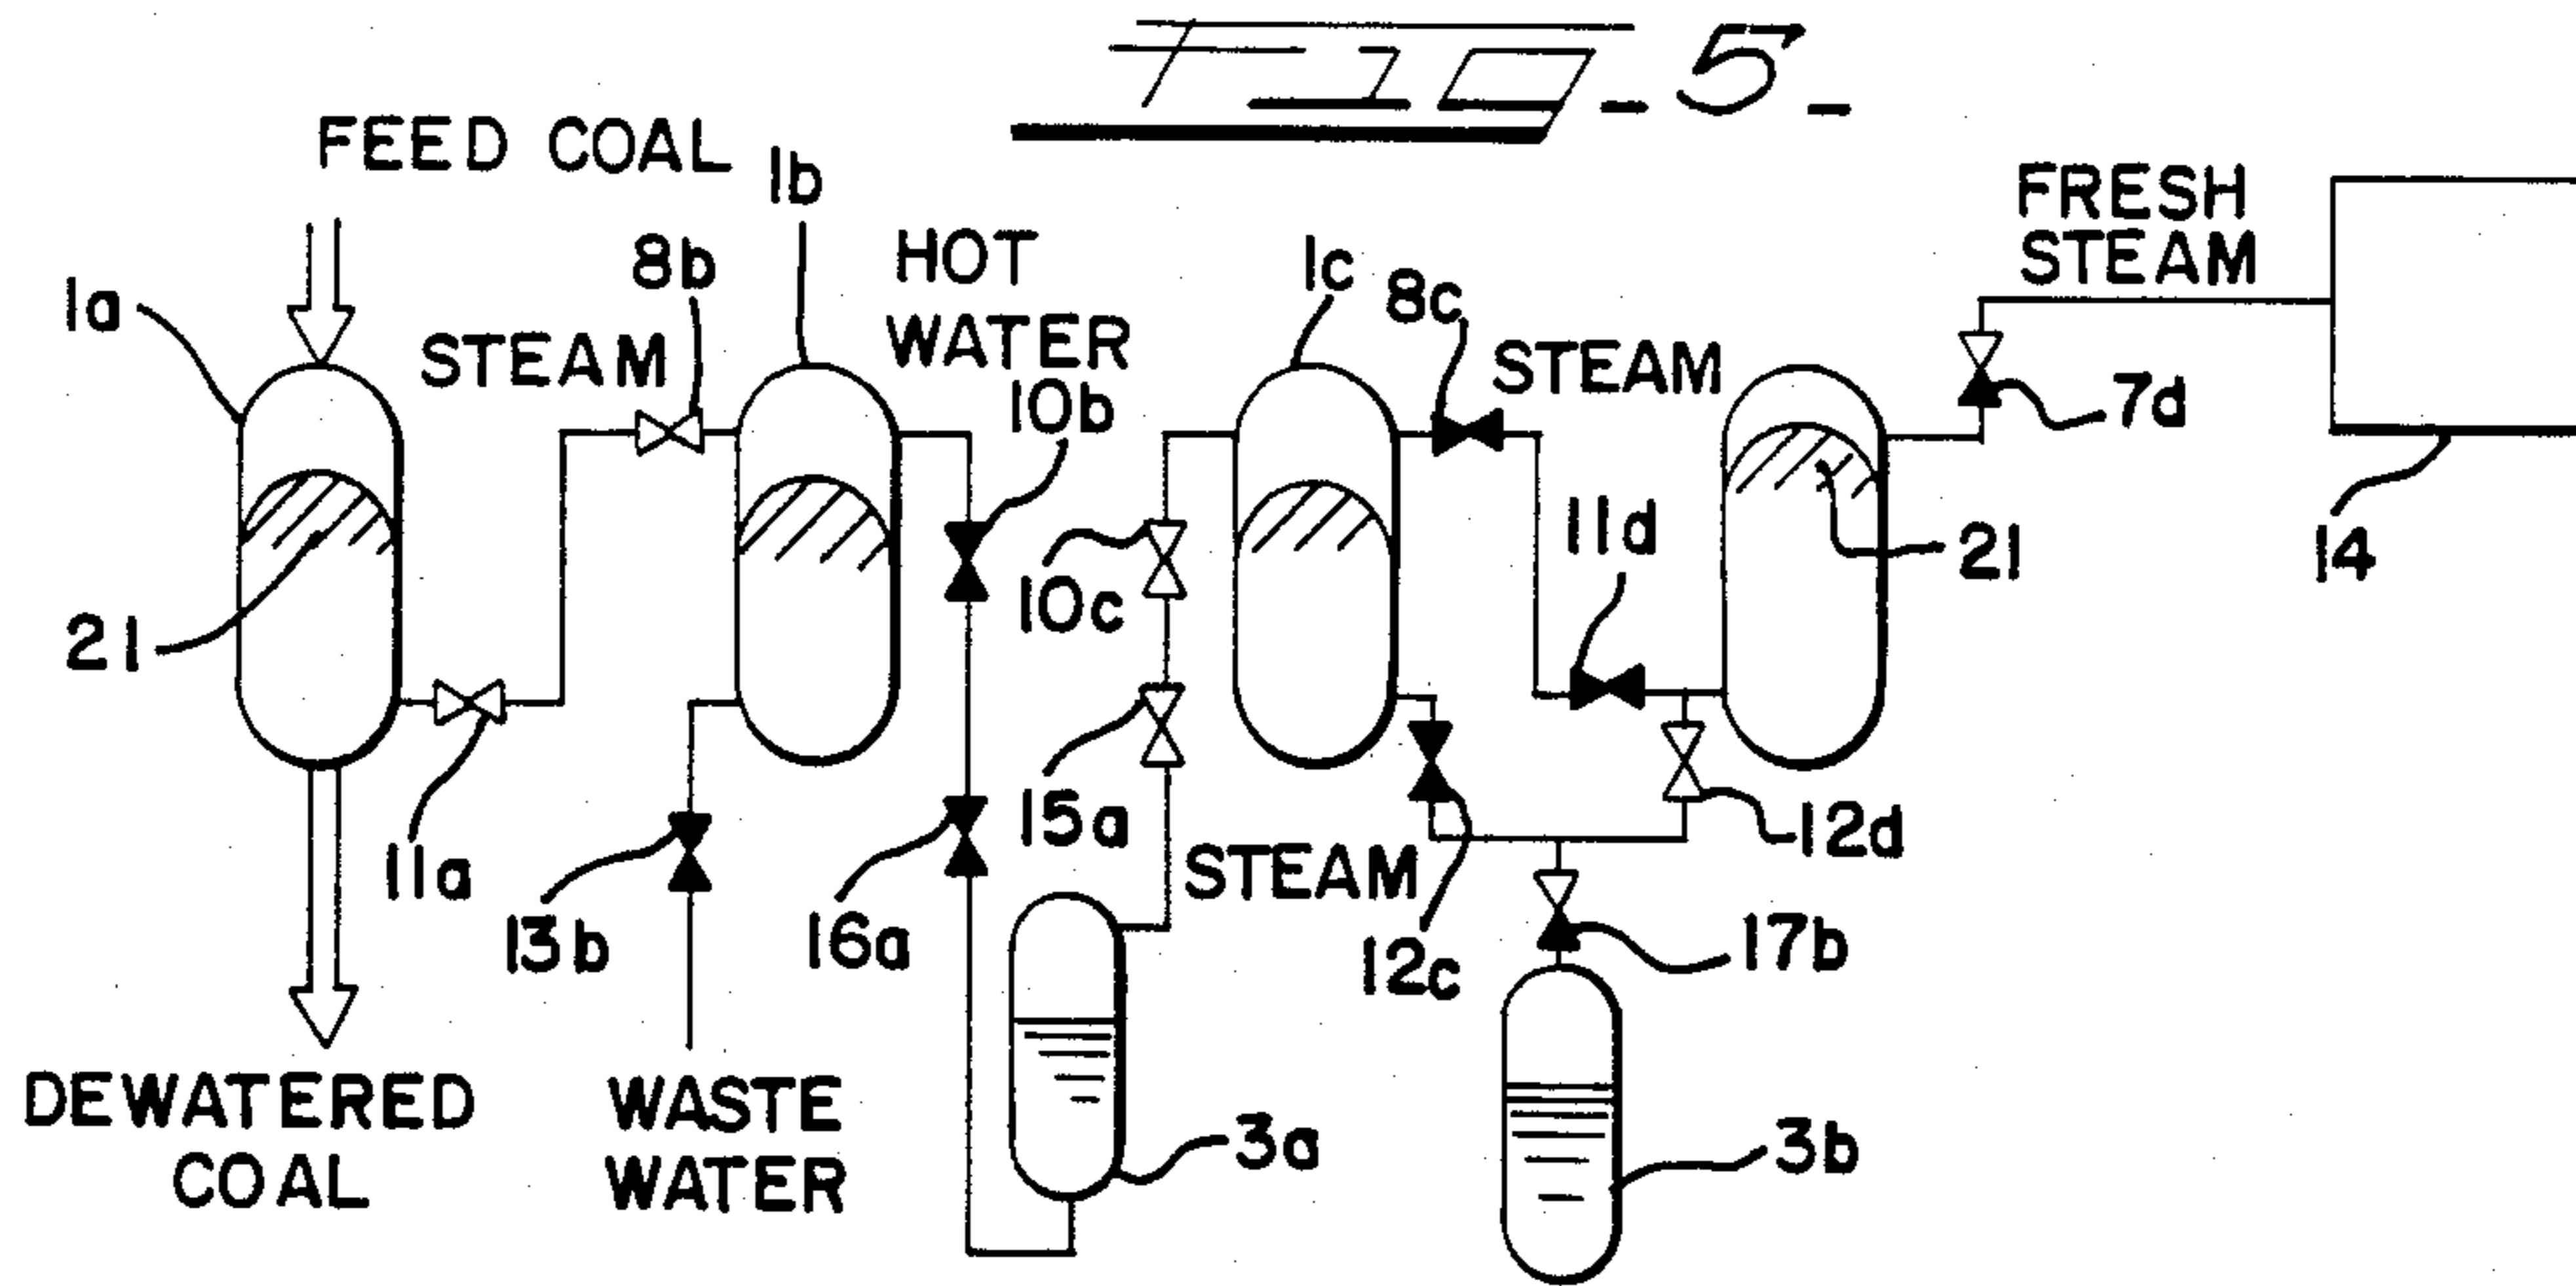 FIG-5-
FEED COAL
1b
8b
HOT
WATER
10b
1a
STEAM
1c
8c
STEAM
FRESH
STEAM
7d
14
21
11d
21
10c
15a
STEAM
12d
11a
13b
16a
12c
17b
3a
3b
DEWATERED
COAL
WASTE
WATER